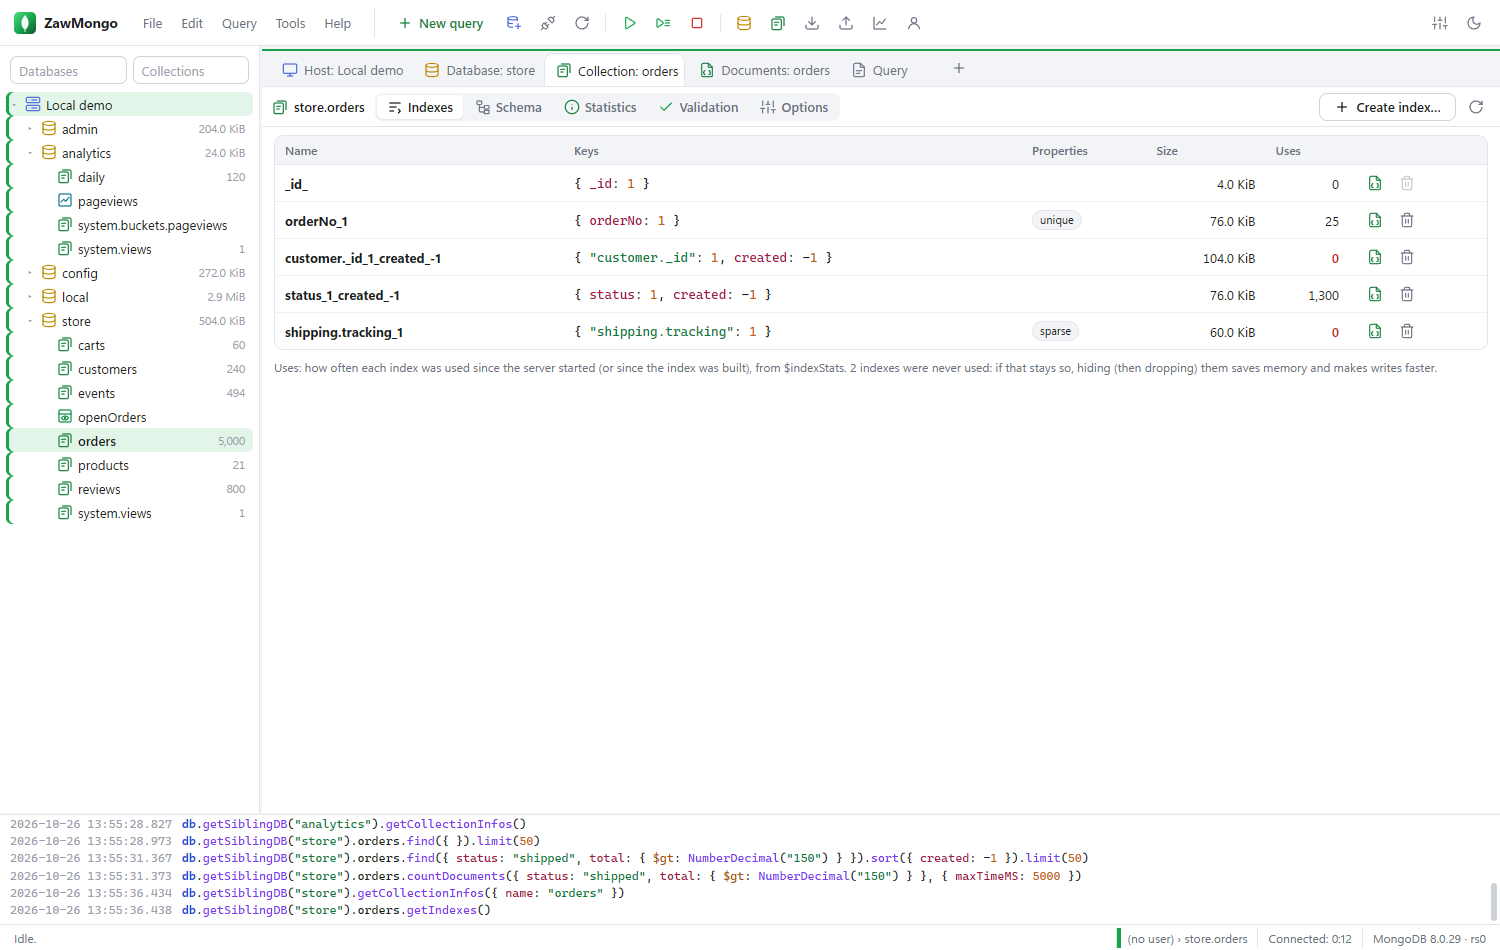 ZawMongo File Edit Query Tools Help New query
Databases Collections
Local demo
admin 204.0 KiB
analytics 24.0 KiB
daily 120
pageviews
system.buckets.pageviews
system.views 1
config 272.0 KiB
local 2.9 MiB
store 504.0 KiB
carts 60
customers 240
events 494
openOrders
orders 5,000
products 21
reviews 800
system.views 1
Host: Local demo Database: store Collection: orders Documents: orders Query
store.orders Indexes Schema Statistics Validation Options Create index...
Name Keys Properties Size Uses
_id_ { _id: 1 } 4.0 KiB 0
orderNo_1 { orderNo: 1 } unique 76.0 KiB 25
customer._id_1_created_-1 { "customer._id": 1, created: -1 } 104.0 KiB 0
status_1_created_-1 { status: 1, created: -1 } 76.0 KiB 1,300
shipping.tracking_1 { "shipping.tracking": 1 } sparse 60.0 KiB 0
Uses: how often each index was used since the server started (or since the index was built), from $indexStats. 2 indexes were never used: if that stays so, hiding (then dropping) them saves memory and makes writes faster.
2026-10-26 13:55:28.827 db.getSiblingDB("analytics").getCollectionInfos()
2026-10-26 13:55:28.973 db.getSiblingDB("store").orders.find({ }).limit(50)
2026-10-26 13:55:31.367 db.getSiblingDB("store").orders.find({ status: "shipped", total: { $gt: NumberDecimal("150") } }).sort({ created: -1 }).limit(50)
2026-10-26 13:55:31.373 db.getSiblingDB("store").orders.countDocuments({ status: "shipped", total: { $gt: NumberDecimal("150") } }, { maxTimeMS: 5000 })
2026-10-26 13:55:36.434 db.getSiblingDB("store").getCollectionInfos({ name: "orders" })
2026-10-26 13:55:36.438 db.getSiblingDB("store").orders.getIndexes()
Idle. (no user) › store.orders Connected: 0:12 MongoDB 8.0.29 · rs0